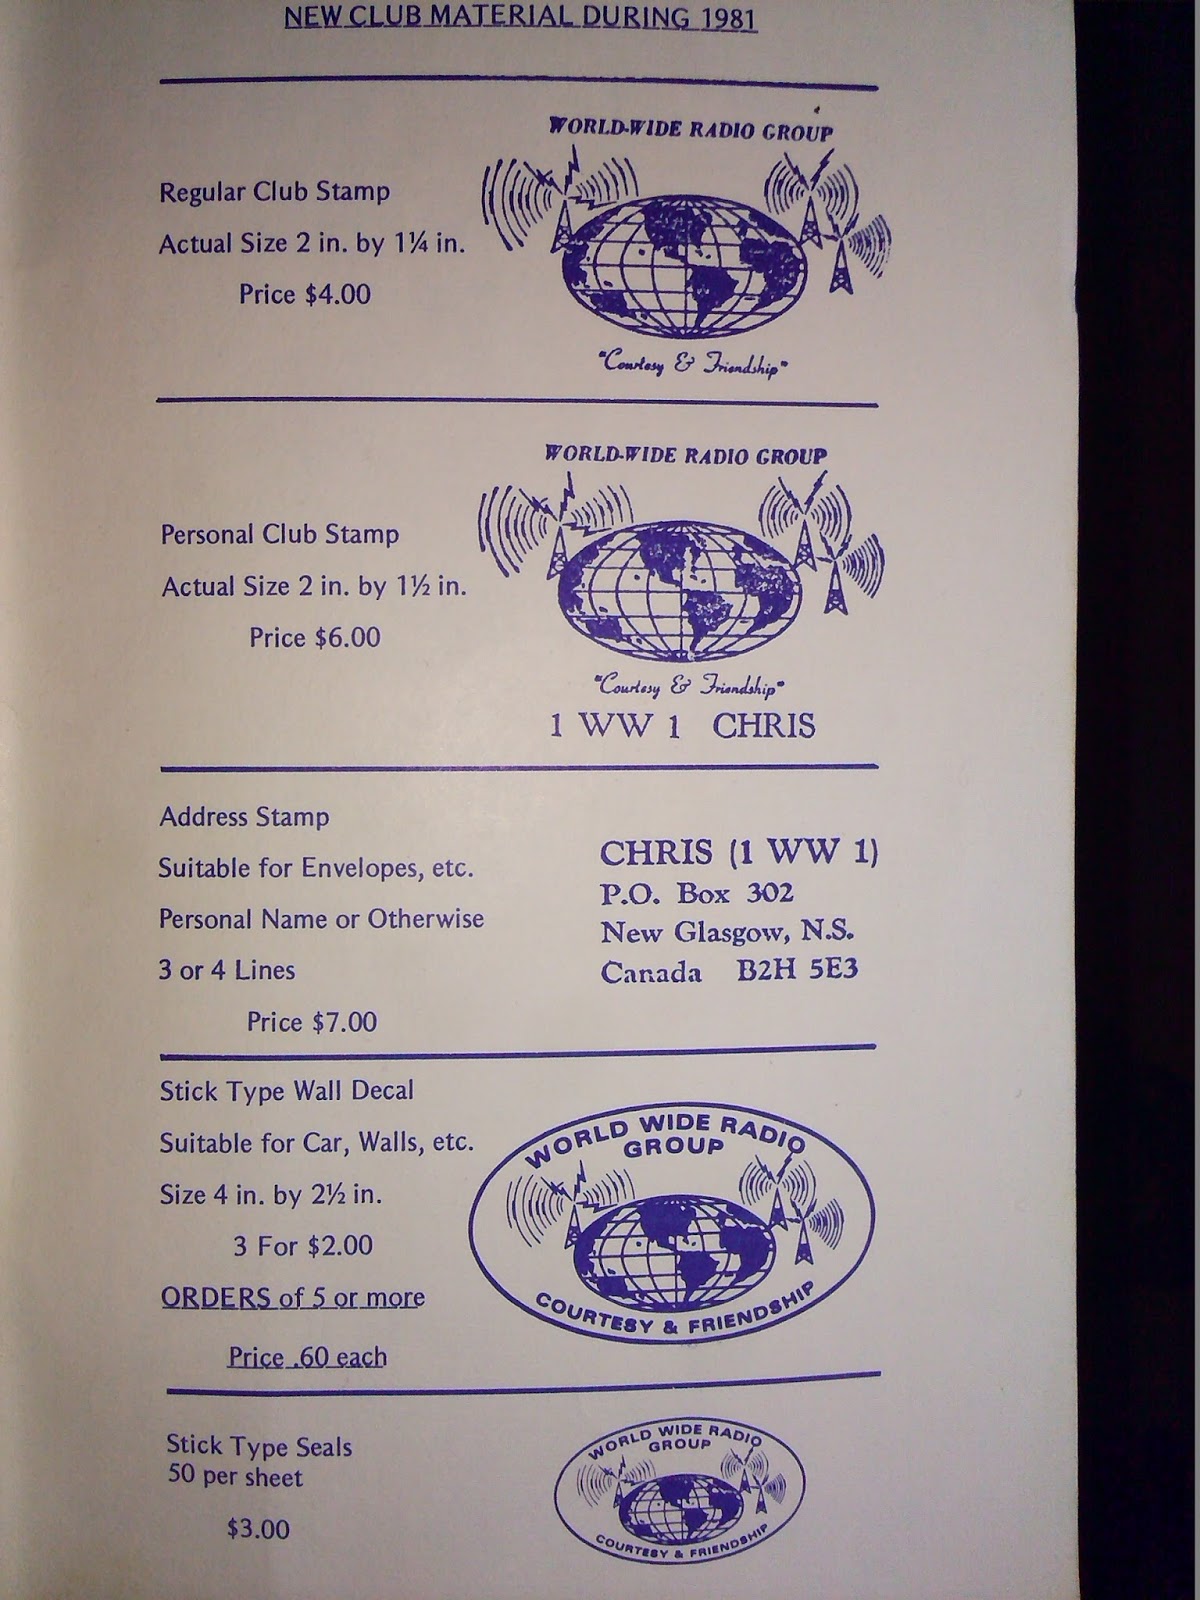 NEW CLUB MATERIAL DURING 1981
WORLD-WIDE RADIO GROUP
Regular Club Stamp
Actual Size 2 in. by 1¼ in.
Price $4.00
"Courtesy & Friendship"
WORLD-WIDE RADIO GROUP
Personal Club Stamp
Actual Size 2 in. by 1½ in.
Price $6.00
"Courtesy & Friendship"
1 WW 1 CHRIS
Address Stamp
Suitable for Envelopes, etc.
Personal Name or Otherwise
3 or 4 Lines
Price $7.00
CHRIS (1 WW 1)
P.O. Box 302
New Glasgow, N.S.
Canada B2H 5E3
Stick Type Wall Decal
Suitable for Car, Walls, etc.
Size 4 in. by 2½ in.
3 For $2.00
ORDERS of 5 or more
Price .60 each
WORLD WIDE RADIO
GROUP
COURTESY & FRIENDSHIP
Stick Type Seals
50 per sheet
$3.00
WORLD WIDE RADIO
GROUP
COURTESY & FRIENDSHIP